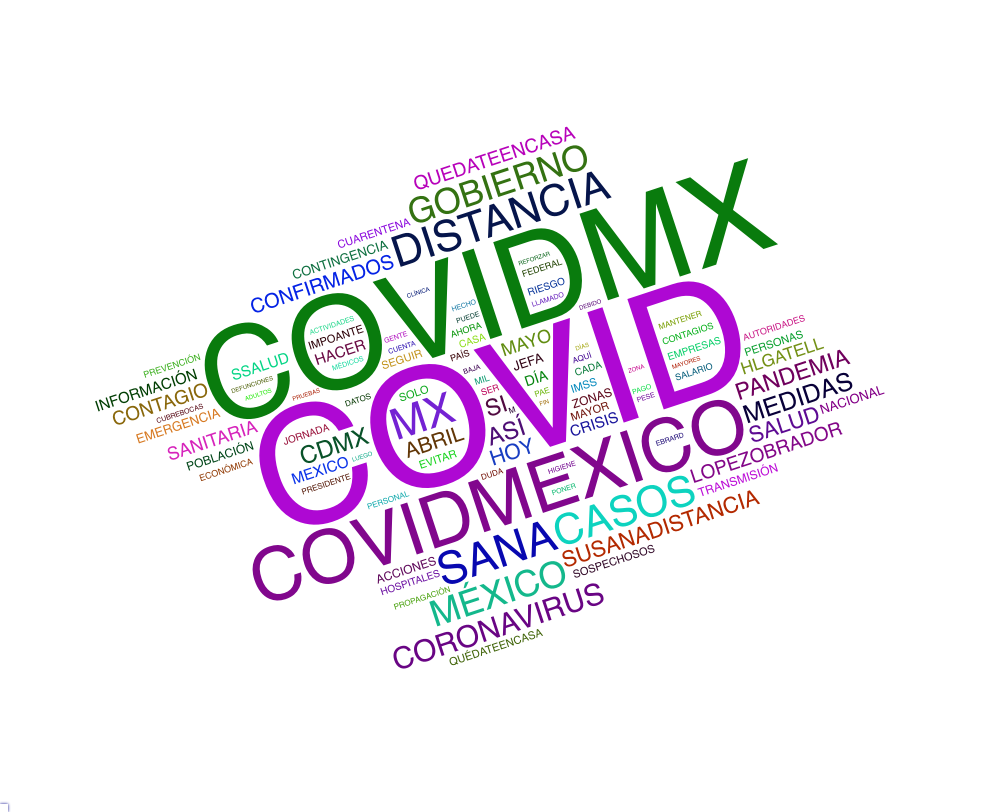 QUEDATEENCASA
GOBIERNO
DISTANCIA
CUARENTENA
CONTINGENCIA
CONFIRMADOS
COVIDMX
CLÍNICA
REFORZAR
FEDERAL
RIESGO
LLAMADO
DEBIDO
HECHO
PUEDE
AHORA
CASA
ACTIVIDADES
IMPOANTE
HACER
MÉDICOS
GENTE
CUENTA
SEGUIR
PAÍS
MAYO
PREVENCIÓN
INFORMACIÓN
CONTAGIO
CUBREBOCAS
EMERGENCIA
SSALUD
DEFUNCIONES
ADULTOS
PRUEBAS
DATOS
SOLO
MX
ABRIL
EVITAR
BAJA
MIL
SER
SI
M
ASÍ
HOY
JEFA
DÍA
PAE
FIN
DÍAS
AQUÍ
CADA
IMSS
ZONAS
MAYOR
CRISIS
ZONA
PAGO
PESE
MANTENER
CONTAGIOS
EMPRESAS
MAYORES
SALARIO
AUTORIDADES
PERSONAS
HLGATELL
PANDEMIA
MEDIDAS
NACIONAL
SALUD
LOPEZOBRADOR
TRANSMISIÓN
COVID
SANITARIA
POBLACIÓN
ECONÓMICA
JORNADA
CDMX
MEXICO
LUEGO
PRESIDENTE
PERSONAL
DUDA
HIGIENE
PONER
EBRARD
COVIDMEXICO
ACCIONES
HOSPITALES
SANA
CASOS
SUSANADISTANCIA
SOSPECHOSOS
PROPAGACIÓN
MÉXICO
CORONAVIRUS
QUÉDATEENCASA